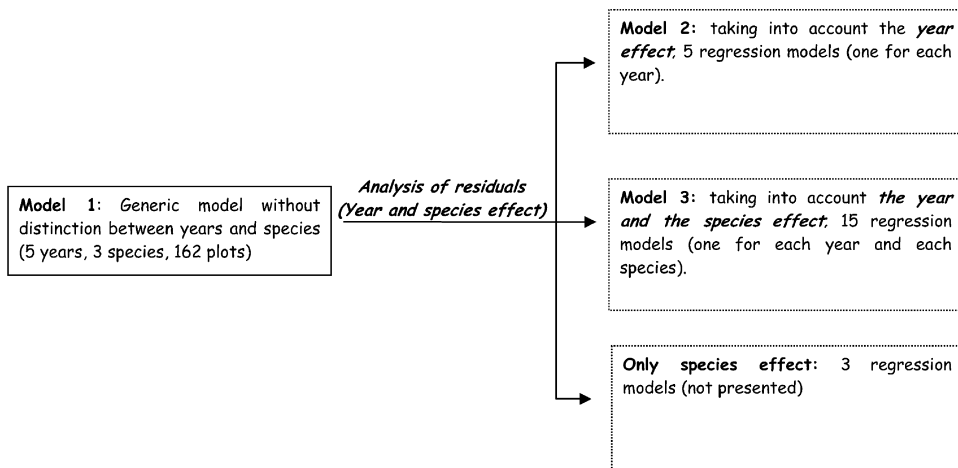 Model 1: Generic model without
distinction between years and species
(5 years, 3 species, 162 plots)
Analysis of residuals
(Year and species effect)
Model 2: taking into account the year
effect, 5 regression models (one for each
year).
Model 3: taking into account the year
and the species effect, 15 regression
models (one for each year and each
species).
Only species effect: 3 regression
models (not presented)